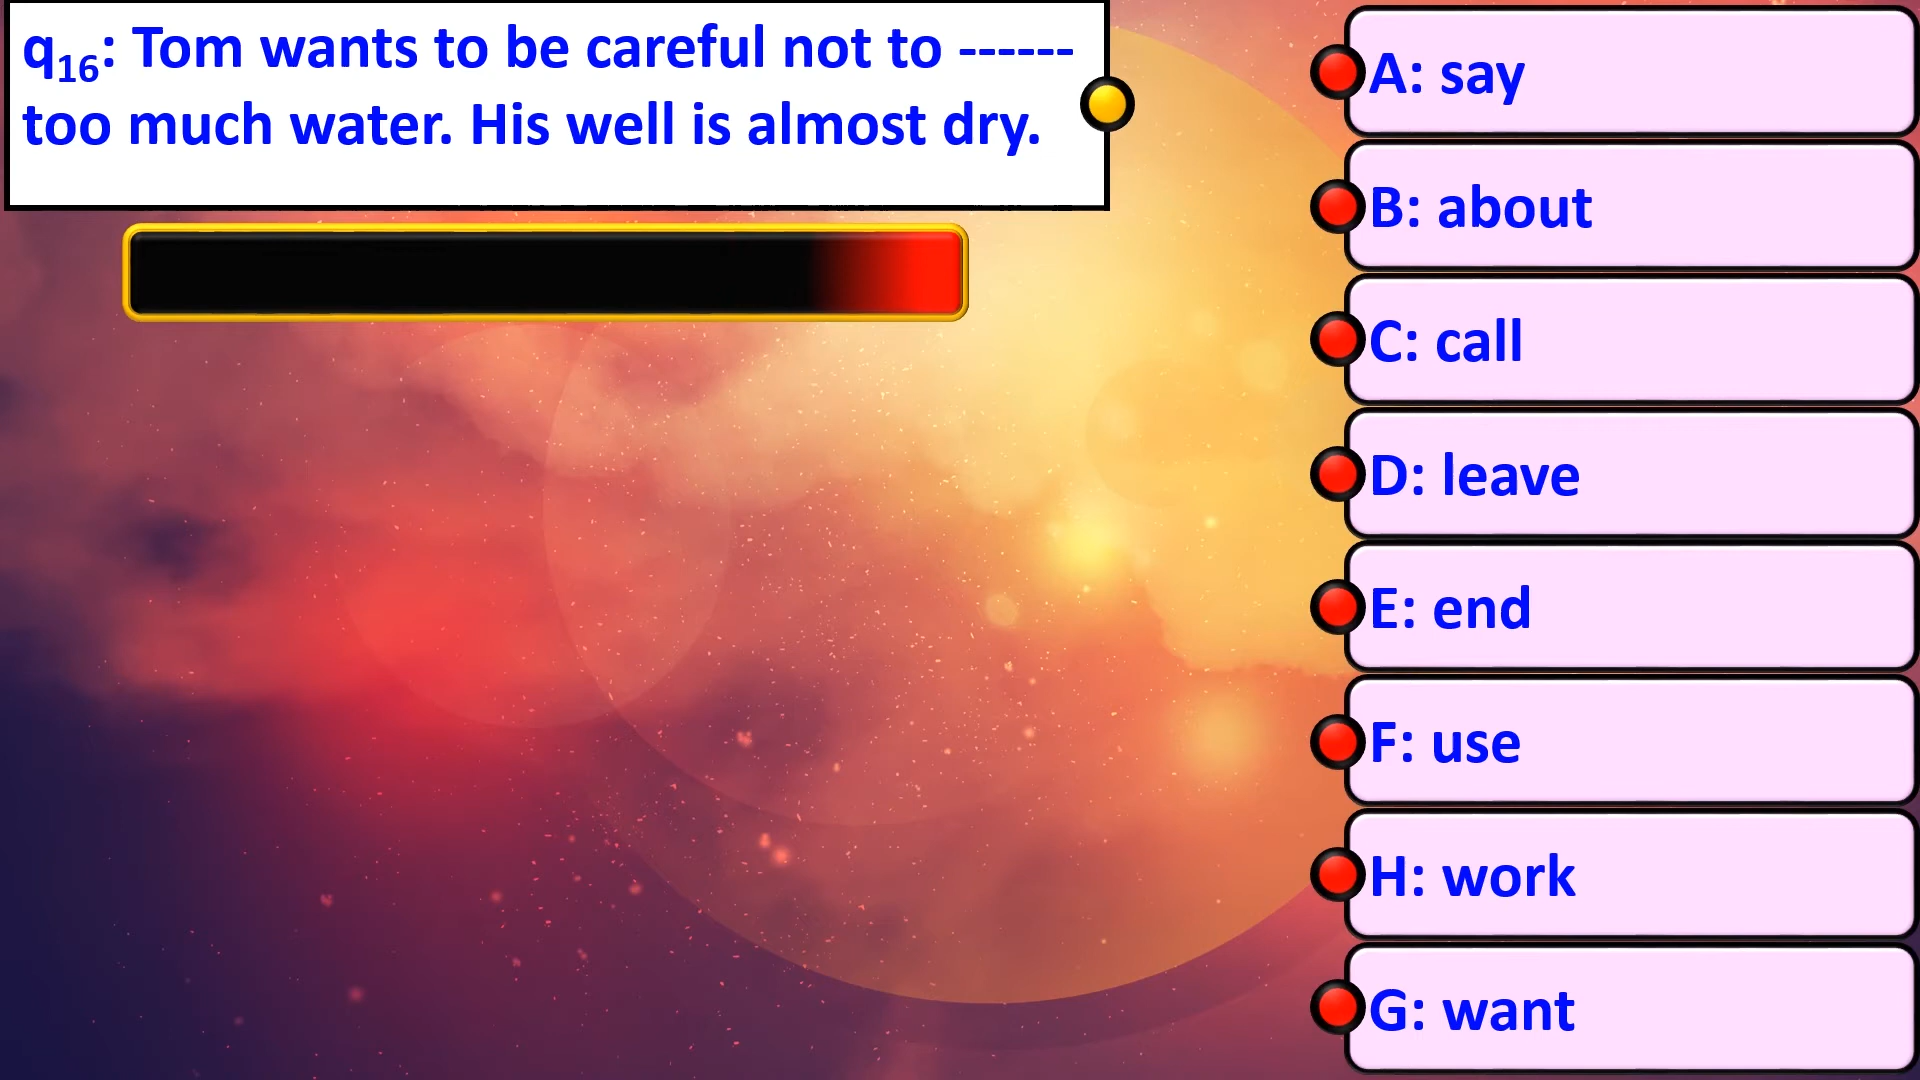 q16: Tom wants to be careful not to ------
too much water. His well is almost dry.
A: say
B: about
C: call
D: leave
E: end
F: use
H: work
G: want